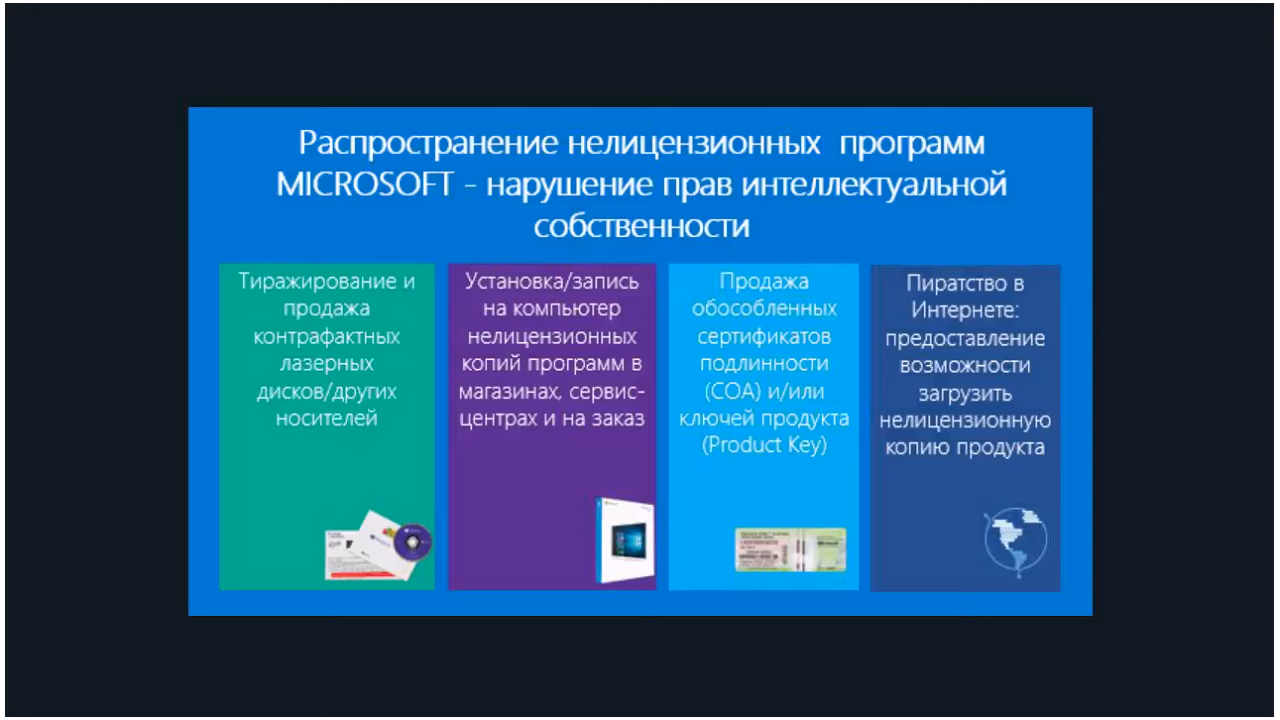 Распространение нелицензионных программ
MICROSOFT - нарушение прав интеллектуальной
собственности
Тиражирование и
продажа
контрафактных
лазерных
дисков/других
носителей
Установка/запись
на компьютер
нелицензионных
копий программ в
магазинах, сервис-
центрах и на заказ
Продажа
обособленных
сертификатов
подлинности
(COA) и/или
ключей продукта
(Product Key)
Пиратство в
Интернете:
предоставление
возможности
загрузить
нелицензионную
копию продукта